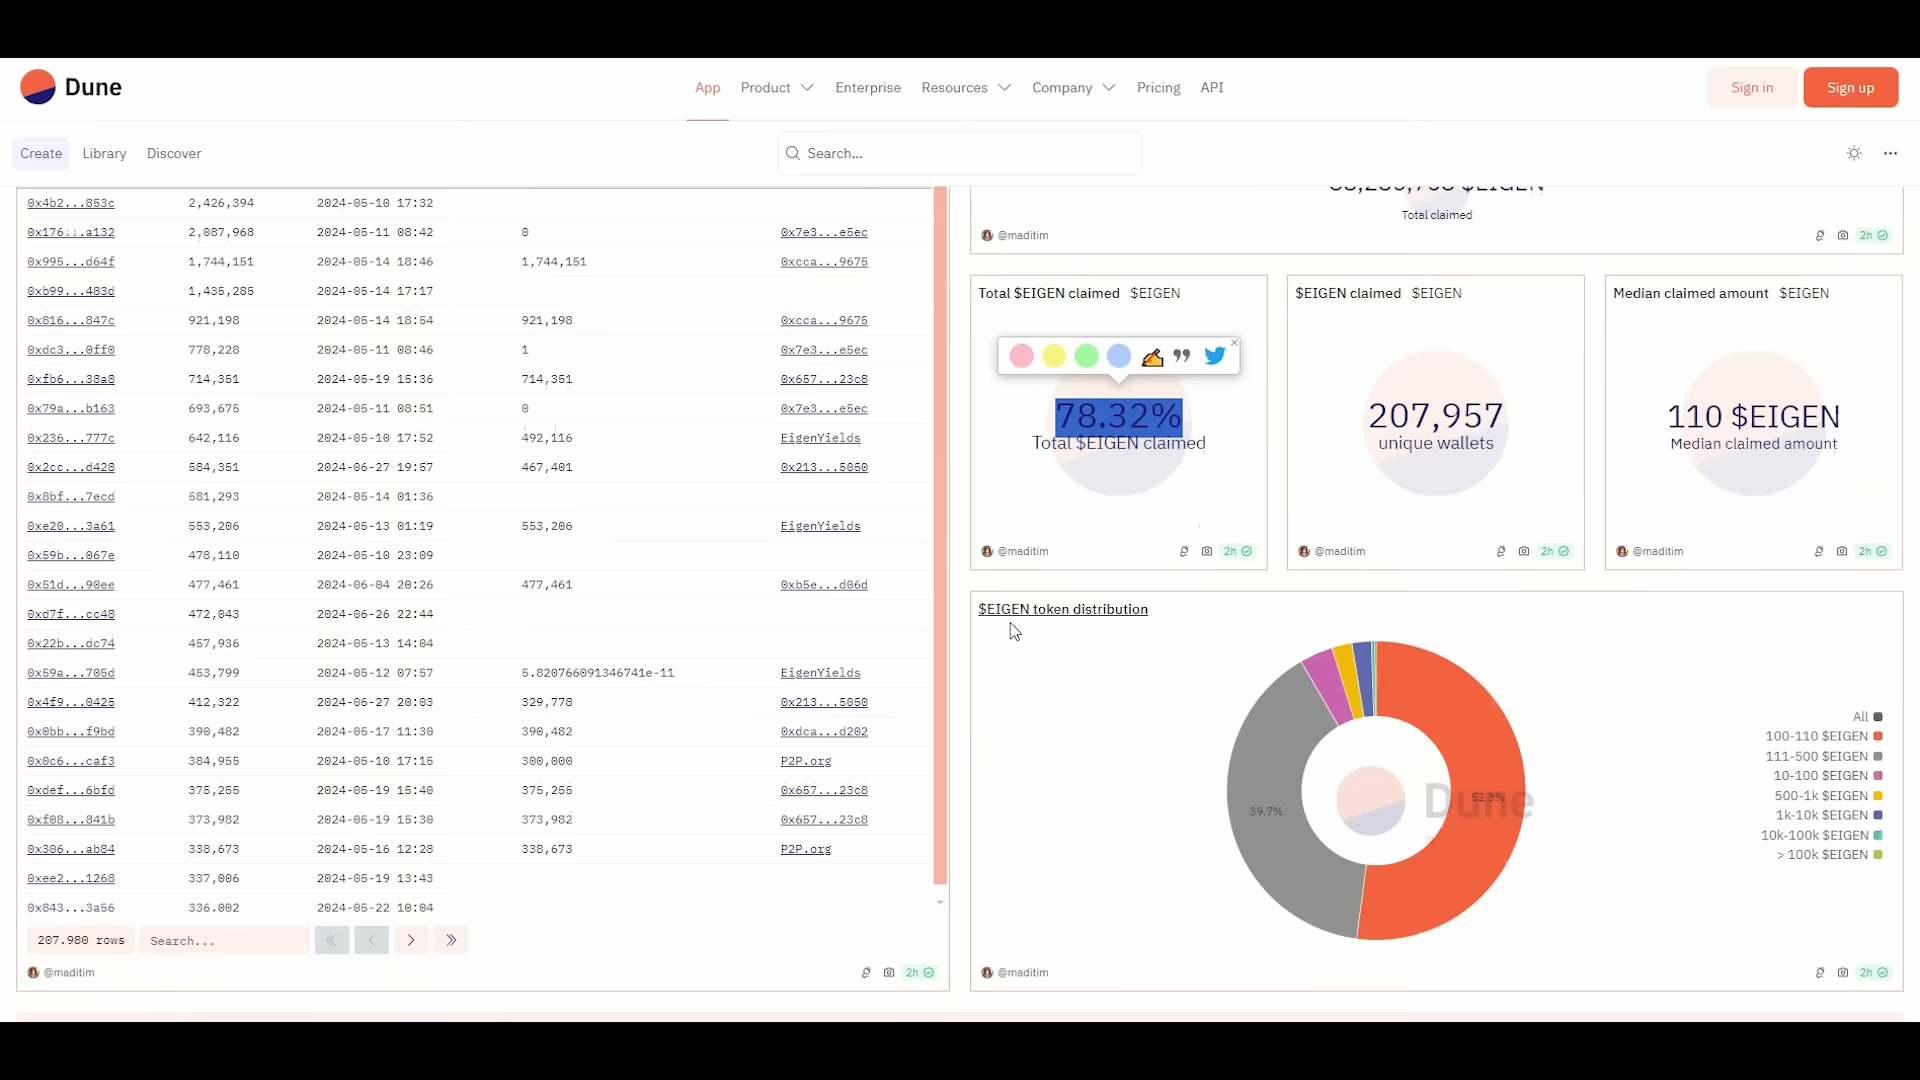 Dune
App Product Enterprise Resources Company Pricing API
Sign in Sign up
Create Library Discover
Search...
0x4b2...853c 2,426,394 2024-05-10 17:32
2,087,968 2024-05-11 08:42 0 0x7e3...e5ec
0x995...d64f 1,744,151 2024-05-14 18:46 1,744,151 0xcca...9675
0xb99...483d 1,435,285 2024-05-14 17:17
0x816...847c 921,198 2024-05-14 18:54 921,198 0xcca...9675
0xdc3...0ff0 778,228 2024-05-11 08:46 1 0x7e3...e5ec
0xfb6...38a8 714,351 2024-05-19 15:36 714,351 0x657...23c8
0x79a...b163 693,675 2024-05-11 08:51 0 0x7e3...e5ec
0x236...777c 642,116 2024-05-10 17:52 492,116 EigenYields
0x2cc...d428 584,351 2024-06-27 19:57 467,401 0x213...5050
0x8bf...7ecd 581,293 2024-05-14 01:36
0xe20...3a61 553,206 2024-05-13 01:19 553,206 EigenYields
0x59b...067e 478,110 2024-05-10 23:09
0x51d...90ee 477,461 2024-06-04 20:26 477,461 0xb5e...d06d
0xd7f...cc48 472,043 2024-06-26 22:44
0x22b...dc74 457,936 2024-05-13 14:04
0x59a...705d 453,799 2024-05-12 07:57 5.820766091346741e-11 EigenYields
0x4f9...0425 412,322 2024-06-27 20:03 329,778 0x213...5050
0x0bb...f9bd 390,482 2024-05-17 11:30 390,482 0xdca...d202
0x0c6...caf3 384,955 2024-05-10 17:15 300,000 P2P.org
0xdef...6bfd 375,255 2024-05-19 15:40 375,255 0x657...23c8
0xf08...841b 373,982 2024-05-19 15:30 373,982 0x657...23c8
0x306...ab84 338,673 2024-05-16 12:28 338,673 P2P.org
0xee2...1268 337,006 2024-05-19 13:43
0x843...3a56 336.002 2024-05-22 10:04
207.980 rows Search...
@maditim 2h
Total claimed
@maditim 2h
Total $EIGEN claimed $EIGEN
78.32%
Total $EIGEN claimed
@maditim 2h
$EIGEN claimed $EIGEN
207,957
unique wallets
@maditim 2h
Median claimed amount $EIGEN
110 $EIGEN
Median claimed amount
@maditim 2h
$EIGEN token distribution
39.7%
Dune
All
100-110 $EIGEN
111-500 $EIGEN
10-100 $EIGEN
500-1k $EIGEN
1k-10k $EIGEN
10k-100k $EIGEN
> 100k $EIGEN
@maditim 2h